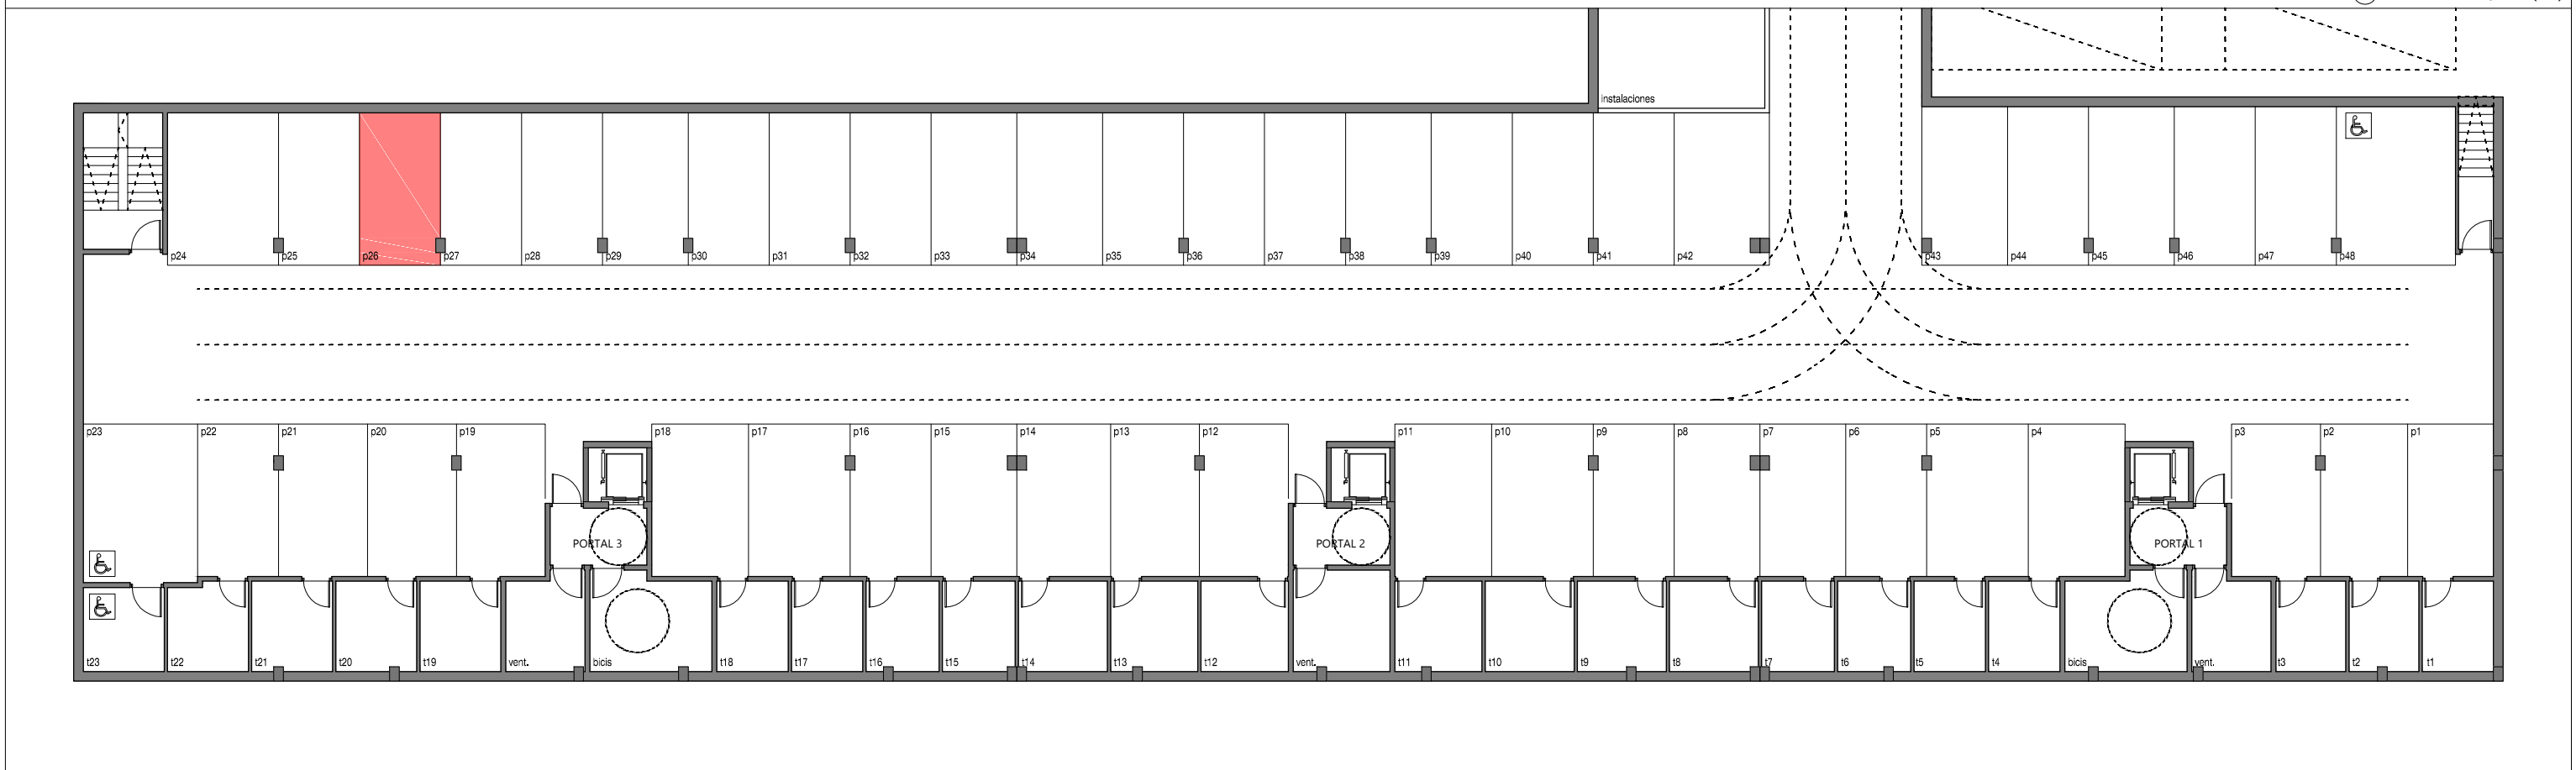 instalaciones
p24 p25 p26 p27 p28 p29 p30 p31 p32 p33 p34 p35 p36 p37 p38 p39 p40 p41 p42 p43 p44 p45 p46 p47 p48
p23 p22 p21 p20 p19 p18 p17 p16 p15 p14 p13 p12 p11 p10 p9 p8 p7 p6 p5 p4 p3 p2 p1
PORTAL 3 PORTAL 2 PORTAL 1
t23 t22 t21 t20 t19 vent. bicis t18 t17 t16 t15 t14 t13 t12 vent. t11 t10 t9 t8 t7 t6 t5 t4 bicis vent. t3 t2 t1